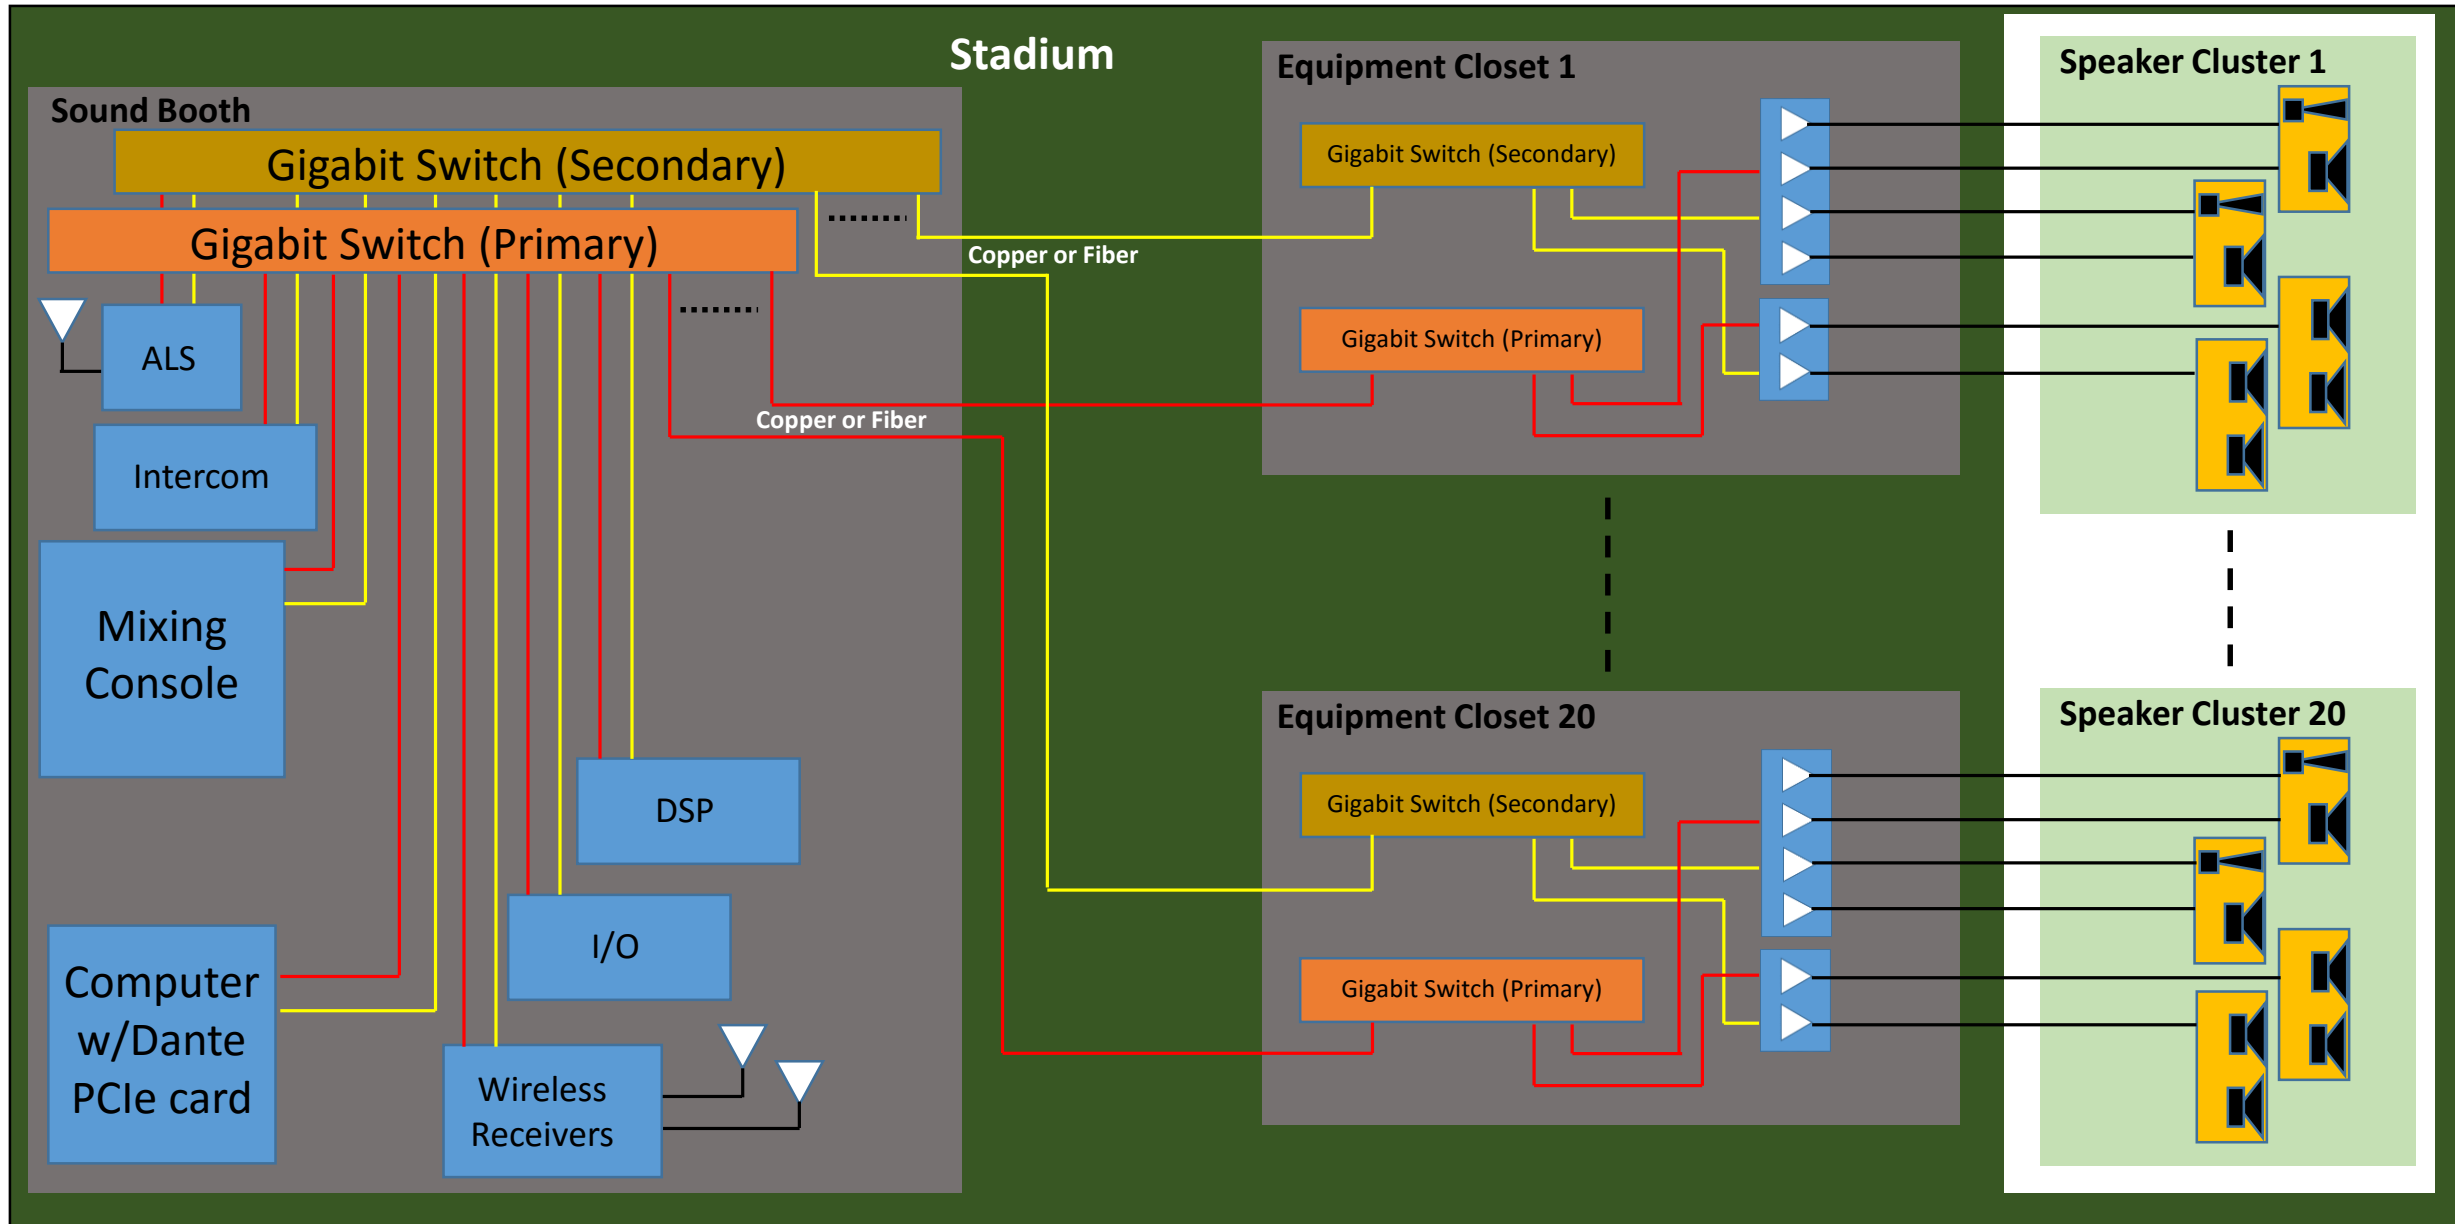 Stadium
Sound Booth
Gigabit Switch (Secondary)
Gigabit Switch (Primary)
ALS
Intercom
Mixing
Console
Computer
w/Dante
PCIe card
DSP
I/O
Wireless
Receivers
Copper or Fiber
Copper or Fiber
Equipment Closet 1
Gigabit Switch (Secondary)
Gigabit Switch (Primary)
Speaker Cluster 1
Equipment Closet 20
Gigabit Switch (Secondary)
Gigabit Switch (Primary)
Speaker Cluster 20